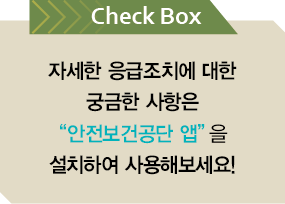 Check Box
자세한 응급조치에 대한
궁금한 사항은
“안전보건공단 앱” 을
설치하여 사용해보세요!